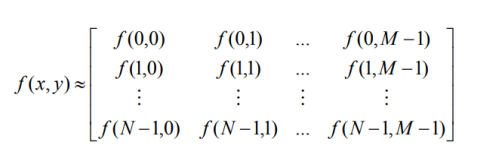 f(0,0) f(0,1) ... f(0,M−1)
f(1,0) f(1,1) ... f(1,M−1)
f(x,y)≈ ⋮ ⋮ ⋮ ⋮
f(N−1,0) f(N−1,1) ... f(N−1,M−1)